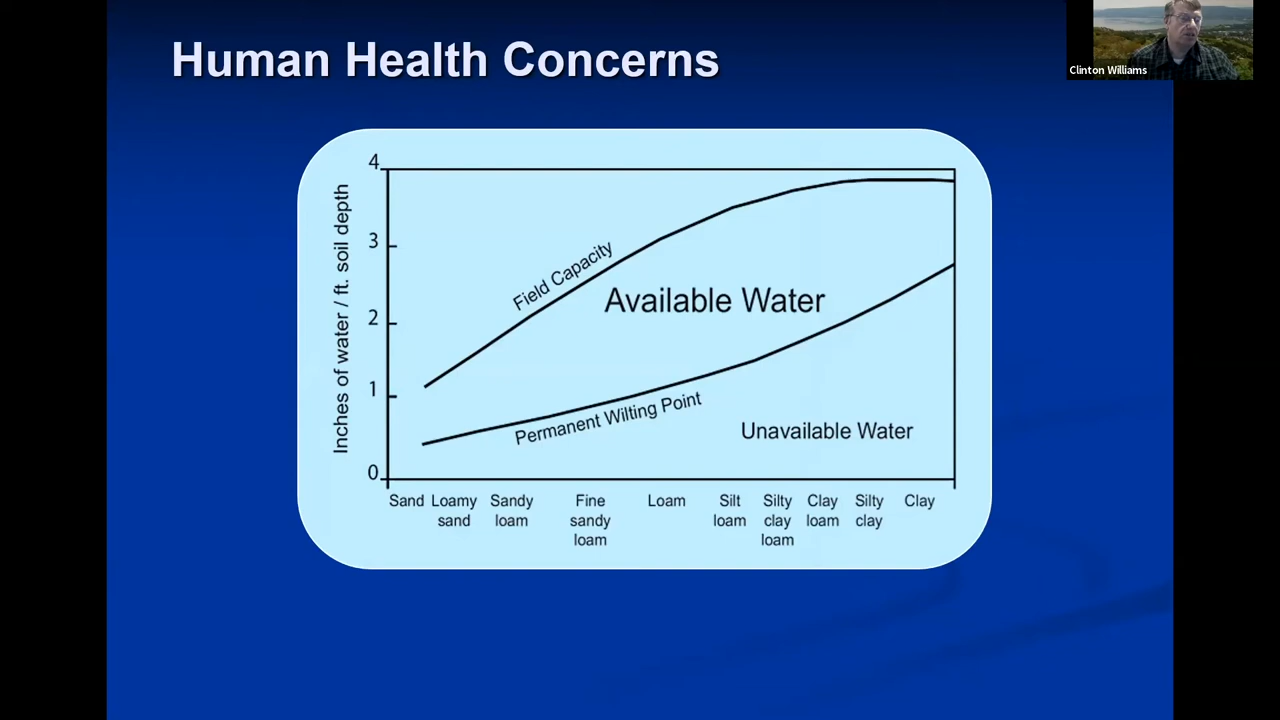 Human Health Concerns
Clinton Williams
Inches of water / ft. soil depth
4
3
2
1
0
Field Capacity
Available Water
Permanent Wilting Point
Unavailable Water
Sand Loamy Sandy Fine Loam Silt Silty Clay Silty Clay
sand loam sandy loam clay loam clay
loam loam